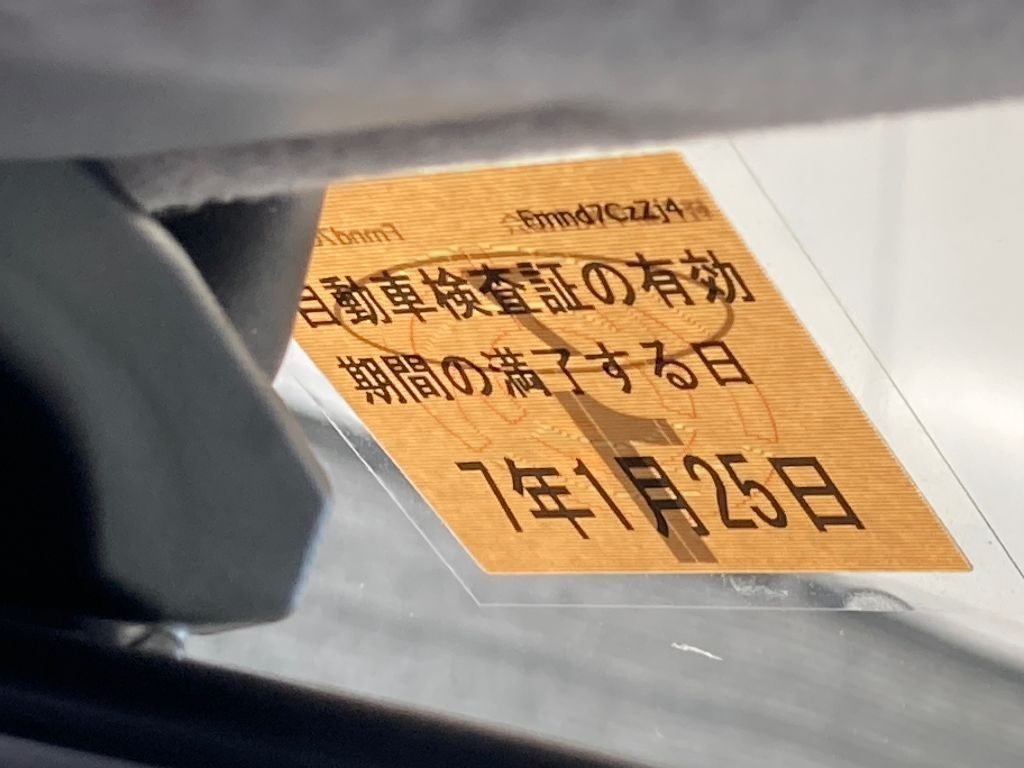 Fmnd7CzZj4
自動車検査証の有効
期間の満了する日
7年1月25日